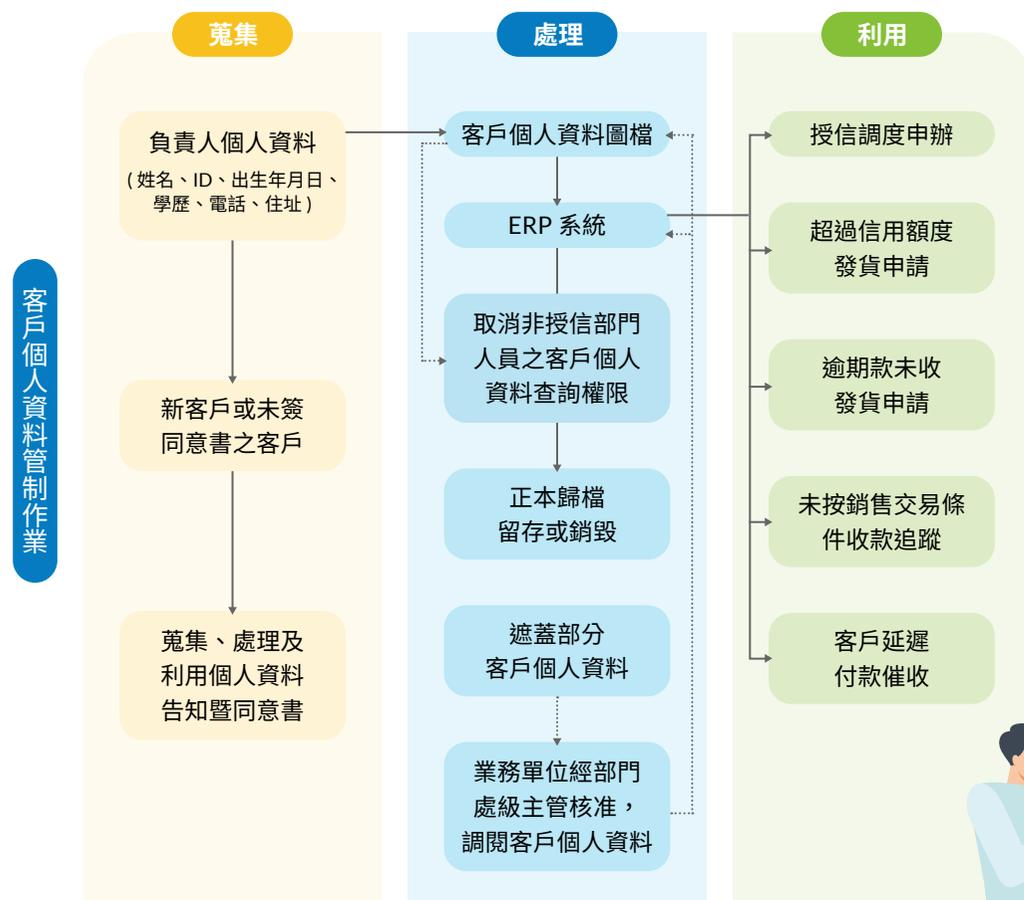 客戶個人資料管制作業
蒐集
負責人個人資料
( 姓名、ID、出生年月日、
學歷、電話、住址 )
新客戶或未簽
同意書之客戶
蒐集、處理及
利用個人資料
告知暨同意書
處理
客戶個人資料圖檔
ERP 系統
取消非授信部門
人員之客戶個人
資料查詢權限
正本歸檔
留存或銷毀
遮蓋部分
客戶個人資料
業務單位經部門
處級主管核准，
調閱客戶個人資料
利用
授信調度申辦
超過信用額度
發貨申請
逾期款未收
發貨申請
未按銷售交易條
件收款追蹤
客戶延遲
付款催收